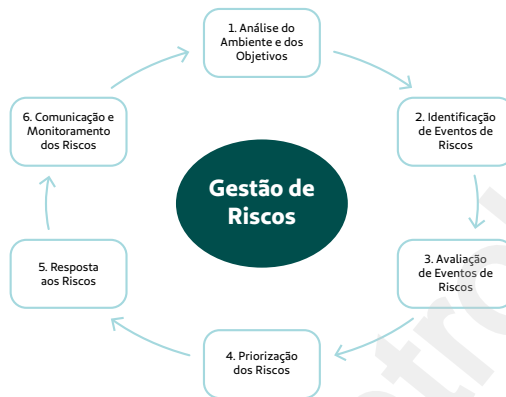 1. Análise do
Ambiente e dos
Objetivos
2. Identificação
de Eventos de
Riscos
3. Avaliação
de Eventos de
Riscos
4. Priorização
dos Riscos
5. Resposta
aos Riscos
6. Comunicação e
Monitoramento
dos Riscos
Gestão de
Riscos